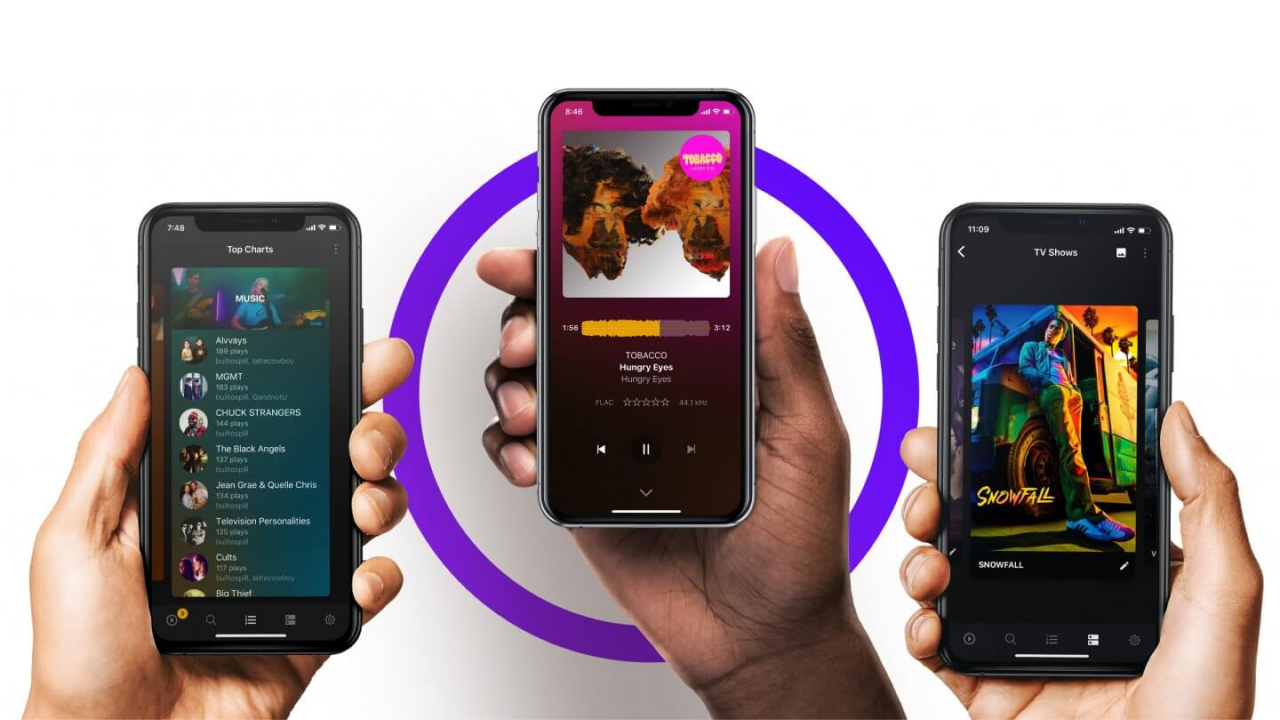 7:48
Top Charts
MUSIC
Alvvays
189 plays
builtospill, lattecowboy
MGMT
183 plays
builtospill, QlandnofU
CHUCK STRANGERS
144 plays
builtospill
The Black Angels
137 plays
builtospill
Jean Grae & Quelle Chris
134 plays
builtospill
Television Personalities
125 plays
builtospill
Cults
117 plays
builtospill, lattecowboy
Big Thief
8:46
TOBACCO
HUNGRY EYES
1:56
3:12
TOBACCO
Hungry Eyes
Hungry Eyes
FLAC
44.1 kHz
11:09
TV Shows
SNOWFALL
SNOWFALL